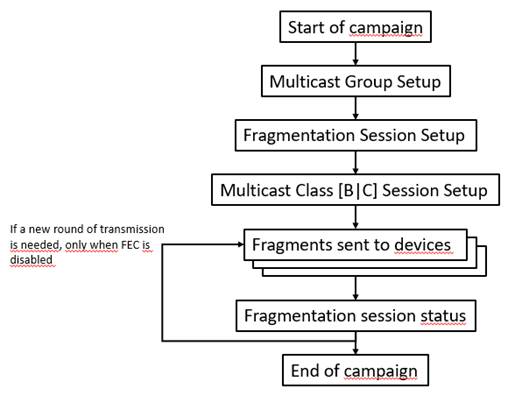 Start of campaign
Multicast Group Setup
Fragmentation Session Setup
Multicast Class [B|C] Session Setup
If a new round of transmission
is needed, only when FEC is
disabled
Fragments sent to devices
Fragmentation session status
End of campaign